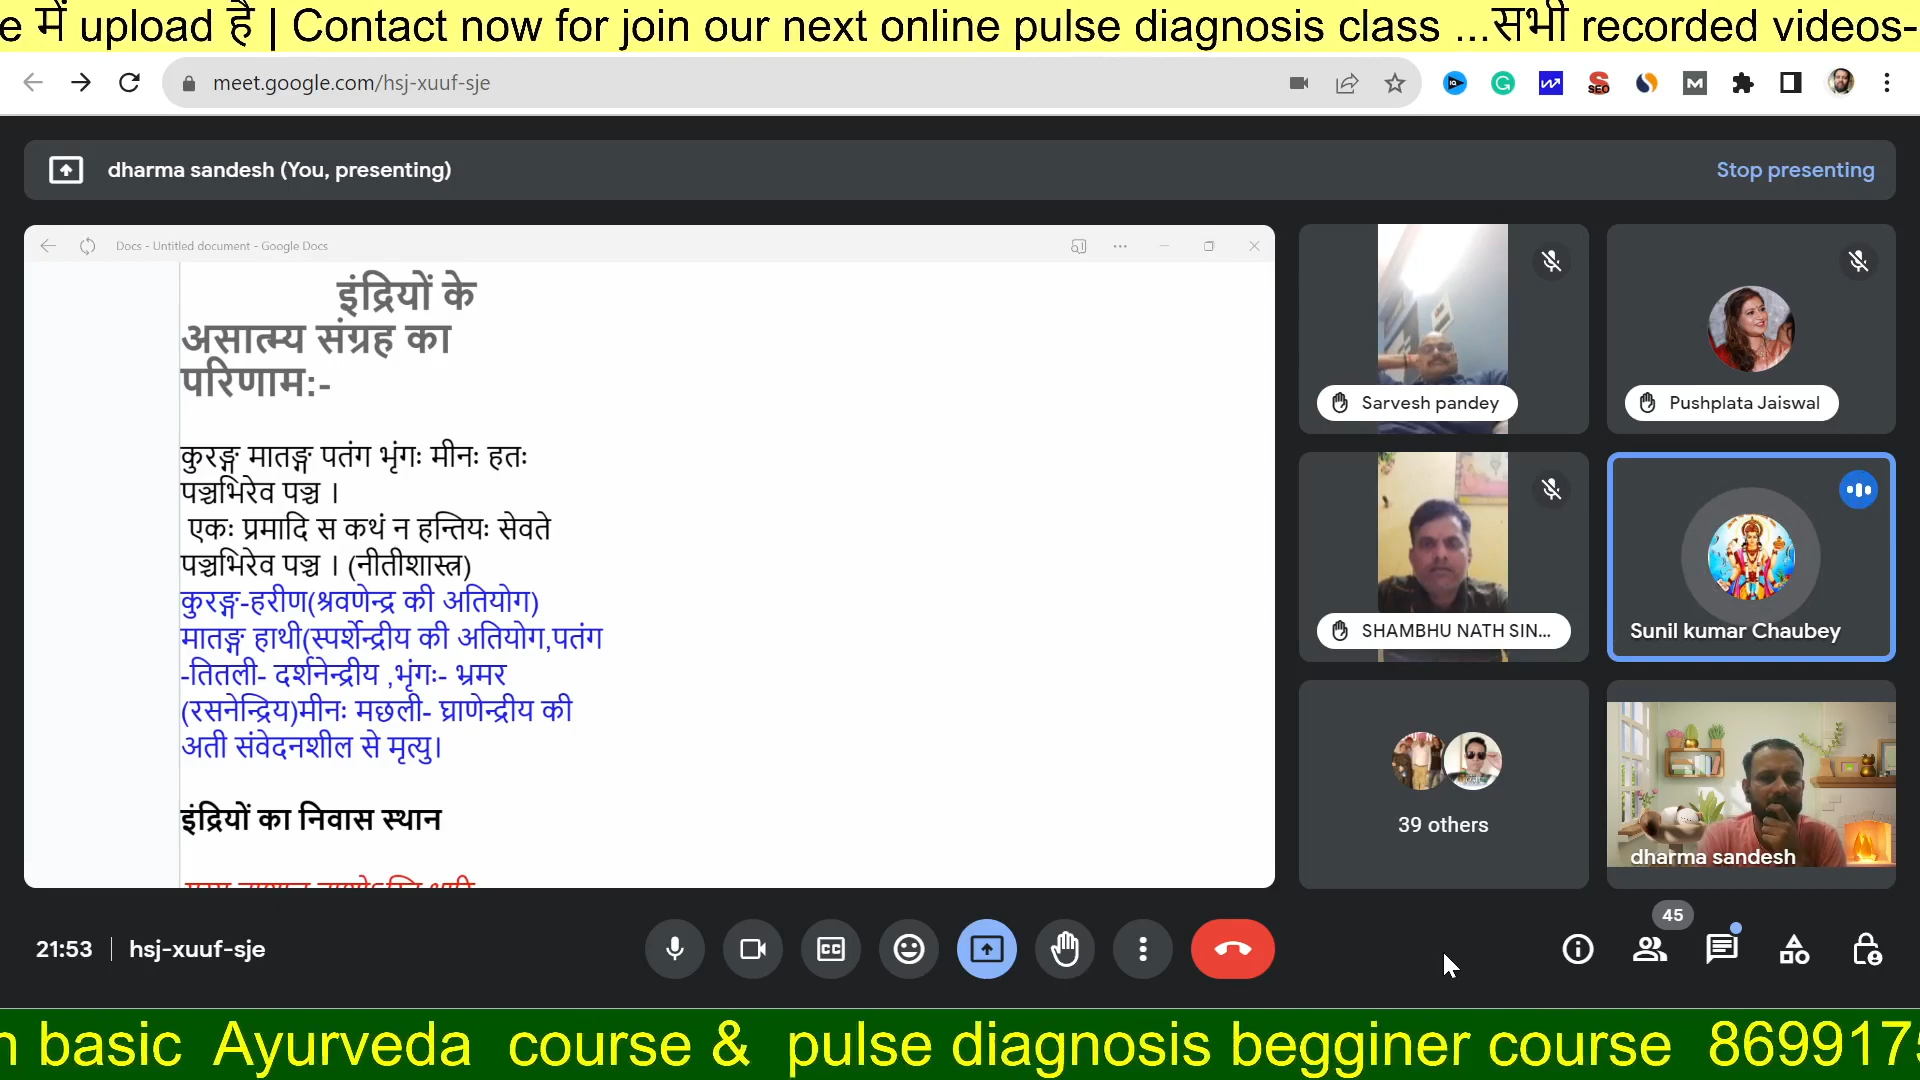 e में upload है | Contact now for join our next online pulse diagnosis class ...सभी recorded videos-
meet.google.com/hsj-xuuf-sje
dharma sandesh (You, presenting)
Stop presenting
Docs - Untitled document - Google Docs
इंद्रियों के
असात्म्य संग्रह का
परिणाम:-
कुरङ्ग मातङ्ग पतंग भृंगः मीनः हतः
पञ्चभिरेव पञ्च ।
एकः प्रमादि स कथं न हन्तियः सेवते
पञ्चभिरेव पञ्च । (नीतीशास्त्र)
कुरङ्ग-हरीण(श्रवणेन्द्र की अतियोग)
मातङ्ग हाथी(स्पर्शेन्द्रीय की अतियोग,पतंग
-तितली- दर्शनेन्द्रीय ,भृंगः- भ्रमर
(रसनेन्द्रिय)मीनः मछली- घ्राणेन्द्रीय की
अती संवेदनशील से मृत्यु।
इंद्रियों का निवास स्थान
Sarvesh pandey
Pushplata Jaiswal
SHAMBHU NATH SIN...
Sunil kumar Chaubey
39 others
dharma sandesh
21:53
hsj-xuuf-sje
45
n basic Ayurveda course & pulse diagnosis begginer course 869917